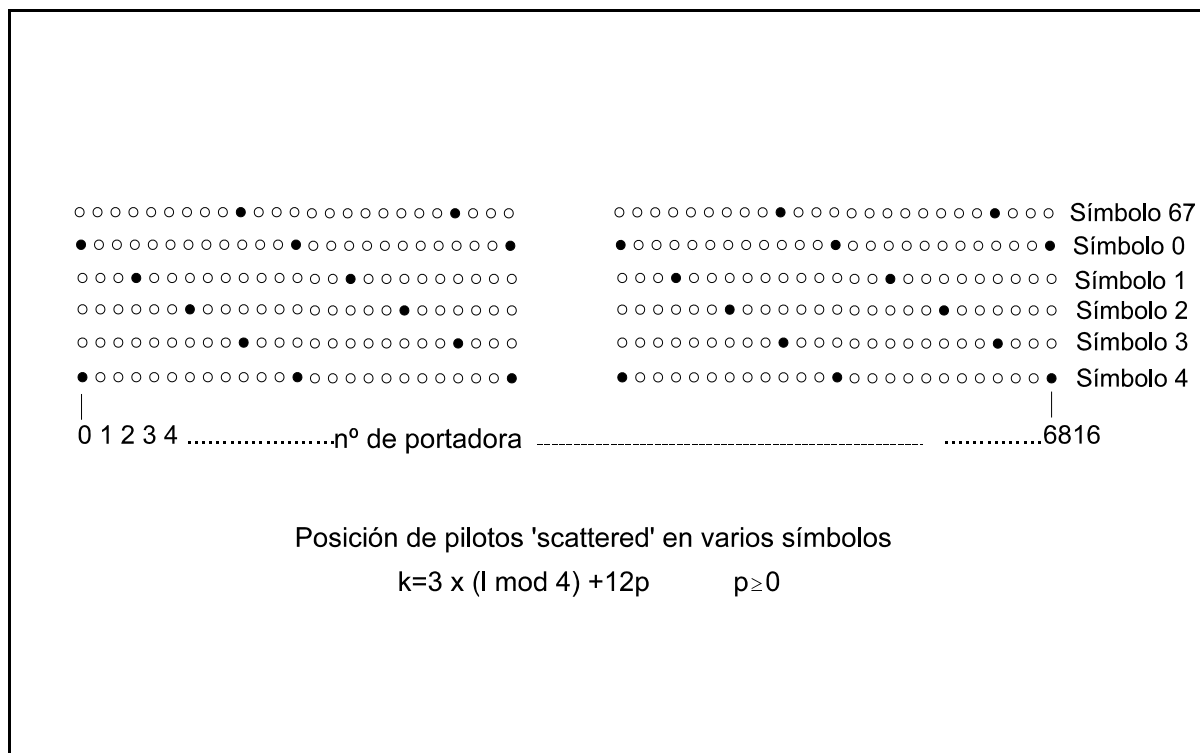 Símbolo 67
Símbolo 0
Símbolo 1
Símbolo 2
Símbolo 3
Símbolo 4
0 1 2 3 4 .....................nº de portadora ------------------------------------------------ ..............6816
Posición de pilotos 'scattered' en varios símbolos
k=3 x (l mod 4) +12p p≥0